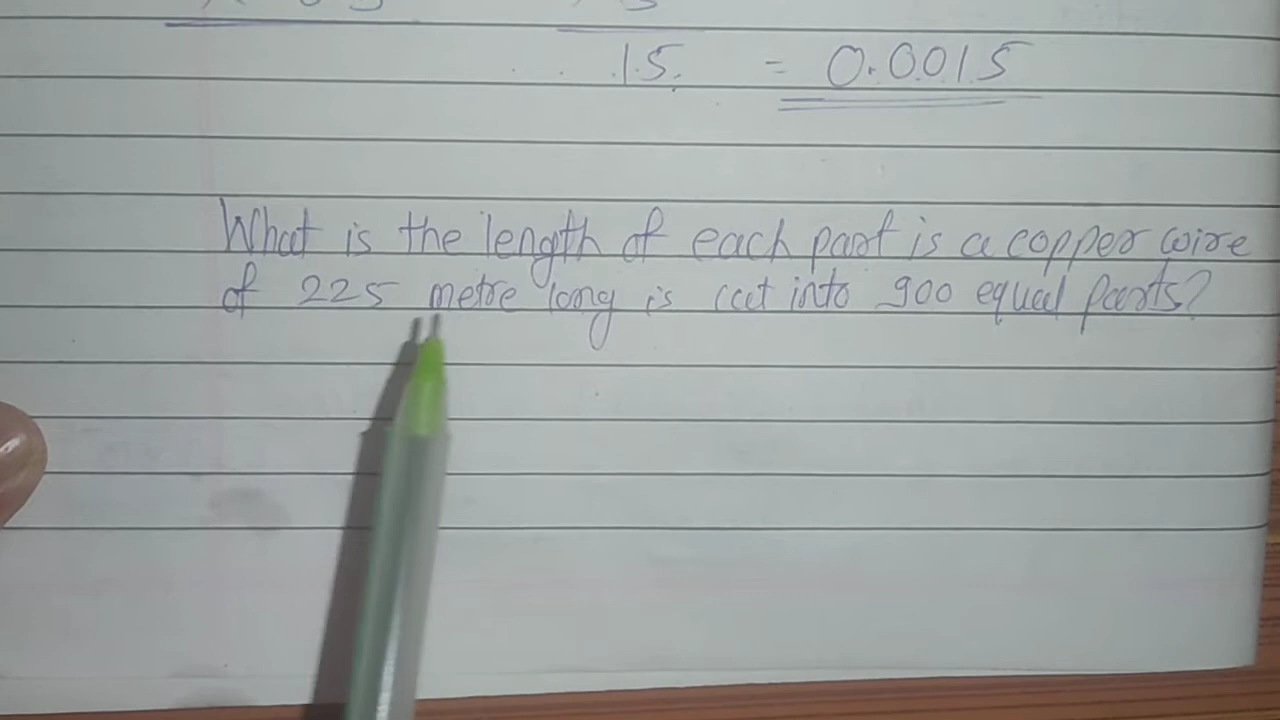 .15. = 0.0015
What is the length of each part is a copper wire
of 225 metre long is cut into 900 equal parts?